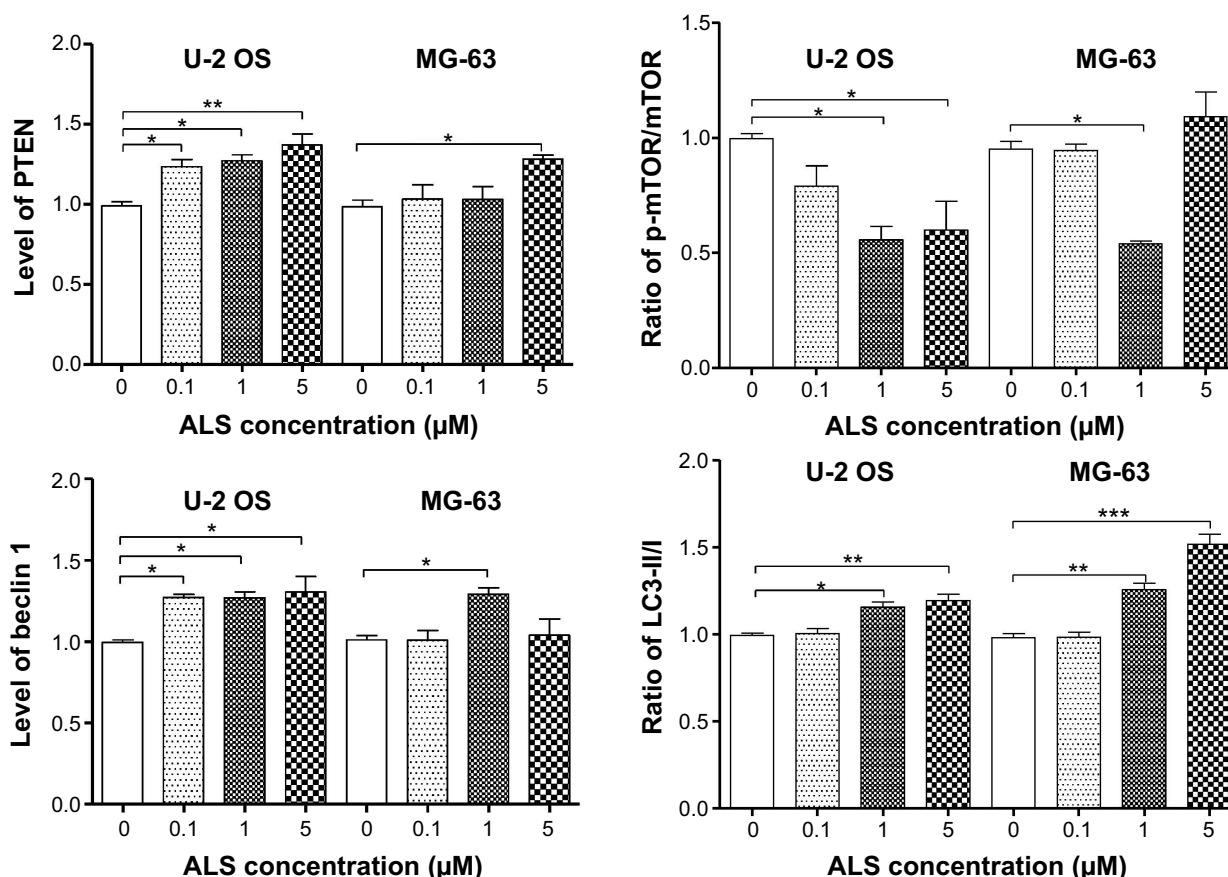 2.0
U-2 OS MG-63
**
1.5
* *
*
1.0
Level of PTEN
0.5
0.0
0 0.1 1 5 0 0.1 1 5
ALS concentration (µM)
1.5
U-2 OS MG-63
*
* *
1.0
Ratio of p-mTOR/mTOR
0.5
0.0
0 0.1 1 5 0 0.1 1 5
ALS concentration (µM)
2.0
U-2 OS MG-63
*
1.5
* *
*
1.0
Level of beclin 1
0.5
0.0
0 0.1 1 5 0 0.1 1 5
ALS concentration (µM)
2.0
U-2 OS MG-63
***
1.5
** **
*
1.0
Ratio of LC3-II/I
0.5
0.0
0 0.1 1 5 0 0.1 1 5
ALS concentration (µM)